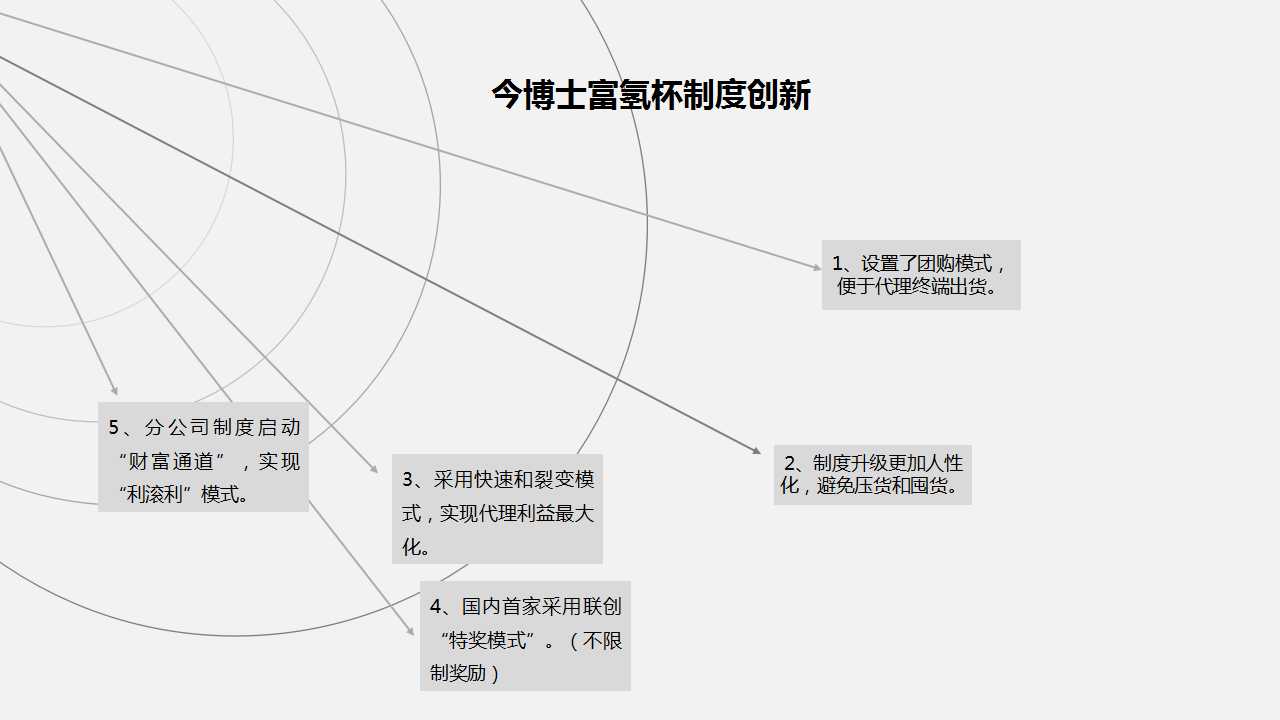 今博士富氢杯制度创新
1、设置了团购模式，
便于代理终端出货。
2、制度升级更加人性
化，避免压货和囤货。
3、采用快速和裂变模
式，实现代理利益最大
化。
4、国内首家采用联创
“特奖模式”。（不限
制奖励）
5、分公司制度启动
“财富通道”，实现
“利滚利”模式。